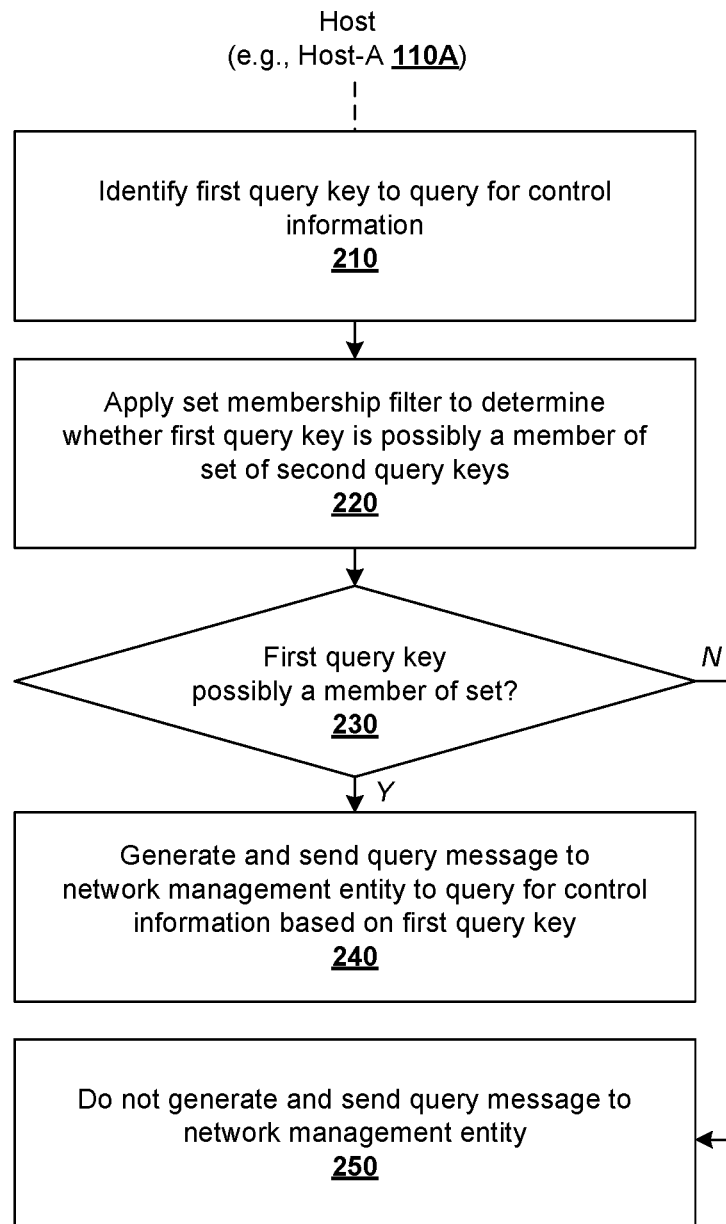 Host
(e.g., Host-A 110A)
Identify first query key to query for control
information
210
Apply set membership filter to determine
whether first query key is possibly a member of
set of second query keys
220
First query key
possibly a member of set?
230
N
Y
Generate and send query message to
network management entity to query for control
information based on first query key
240
Do not generate and send query message to
network management entity
250